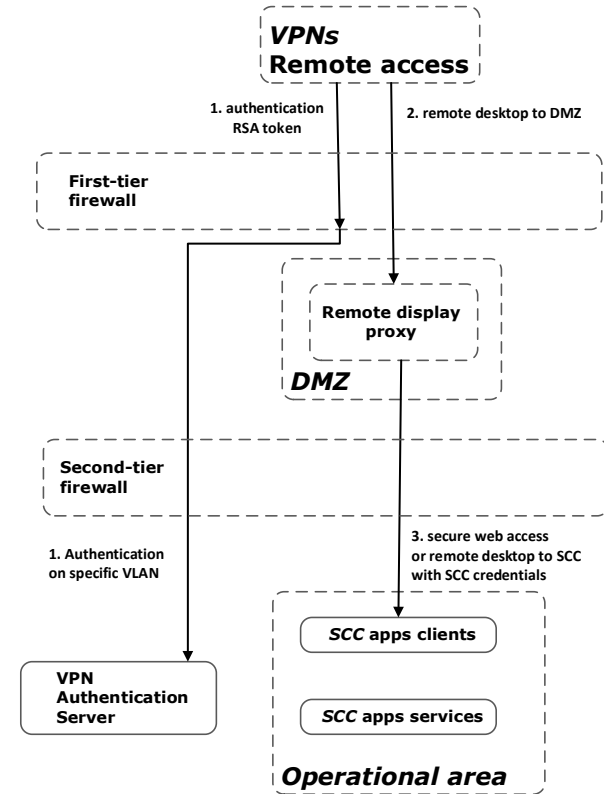 VPNs
Remote access
1. authentication
RSA token
2. remote desktop to DMZ
First-tier
firewall
Remote display
proxy
DMZ
Second-tier
firewall
1. Authentication
on specific VLAN
3. secure web access
or remote desktop to SCC
with SCC credentials
SCC apps clients
VPN
Authentication
Server
SCC apps services
Operational area